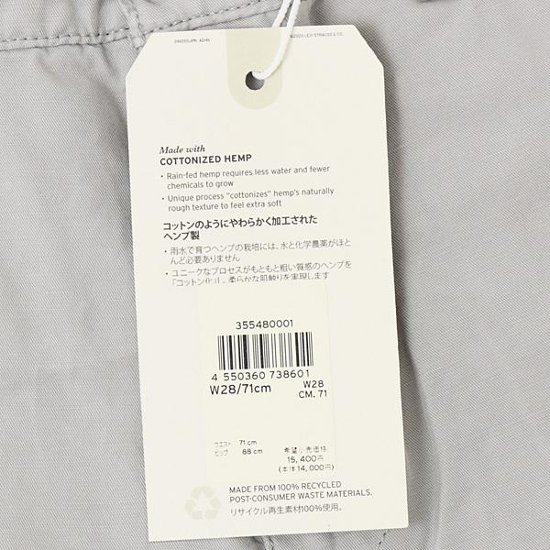 Made with
COTTONIZED HEMP
• Rain-fed hemp requires less water and fewer
chemicals to grow
• Unique process "cottonizes" hemp's naturally
rough texture to feel extra soft
コットンのようにやわらかく加工された
ヘンプ製
• 雨水で育つヘンプの栽培には、水と化学農薬がほと
んど必要ありません
• ユニークなプロセスがもともと粗い質感のヘンプを
「コットン化」し、柔らかな肌触りを実現します
355480001
4 550360 738601
W28/71cm
W28
CM. 71
ウエスト 71cm
ヒップ 88cm
希望小売価格
15,400円
(本体 14,000円)
MADE FROM 100% RECYCLED
POST-CONSUMER WASTE MATERIALS.
リサイクル再生素材100%使用。